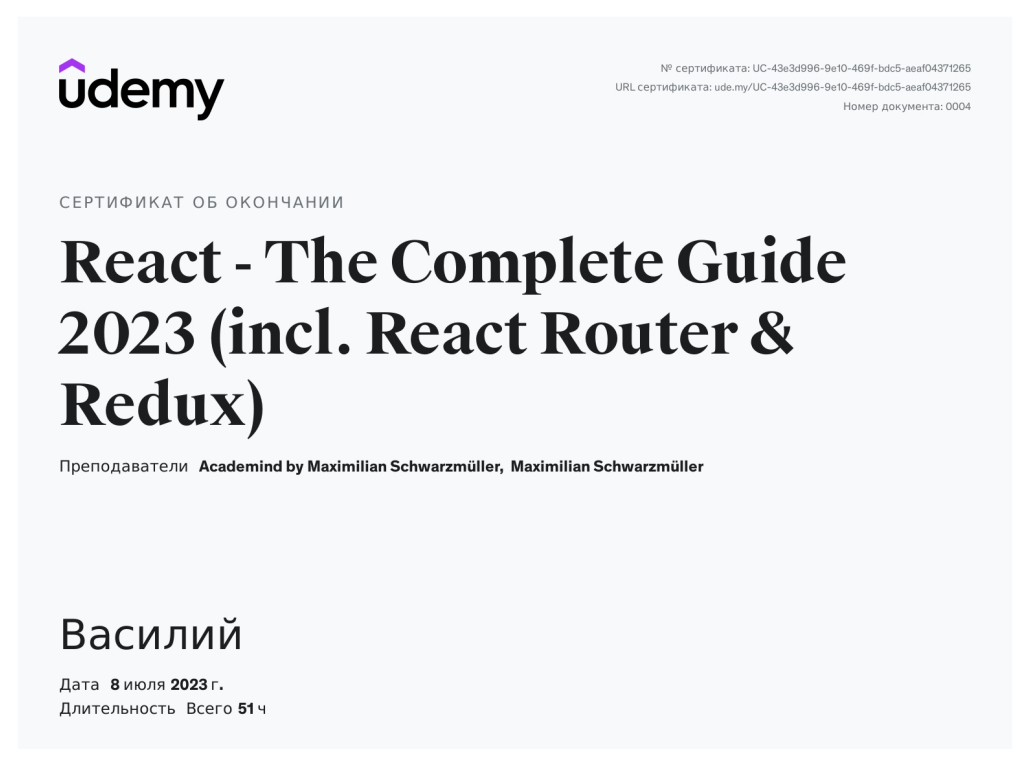 udemy
№ сертификата: UC-43e3d996-9e10-469f-bdc5-aeaf04371265
URL сертификата: ude.my/UC-43e3d996-9e10-469f-bdc5-aeaf04371265
Номер документа: 0004
СЕРТИФИКАТ ОБ ОКОНЧАНИИ
React - The Complete Guide
2023 (incl. React Router &
Redux)
Преподаватели Academind by Maximilian Schwarzmüller, Maximilian Schwarzmüller
Василий
Дата 8 июля 2023 г.
Длительность Всего 51 ч